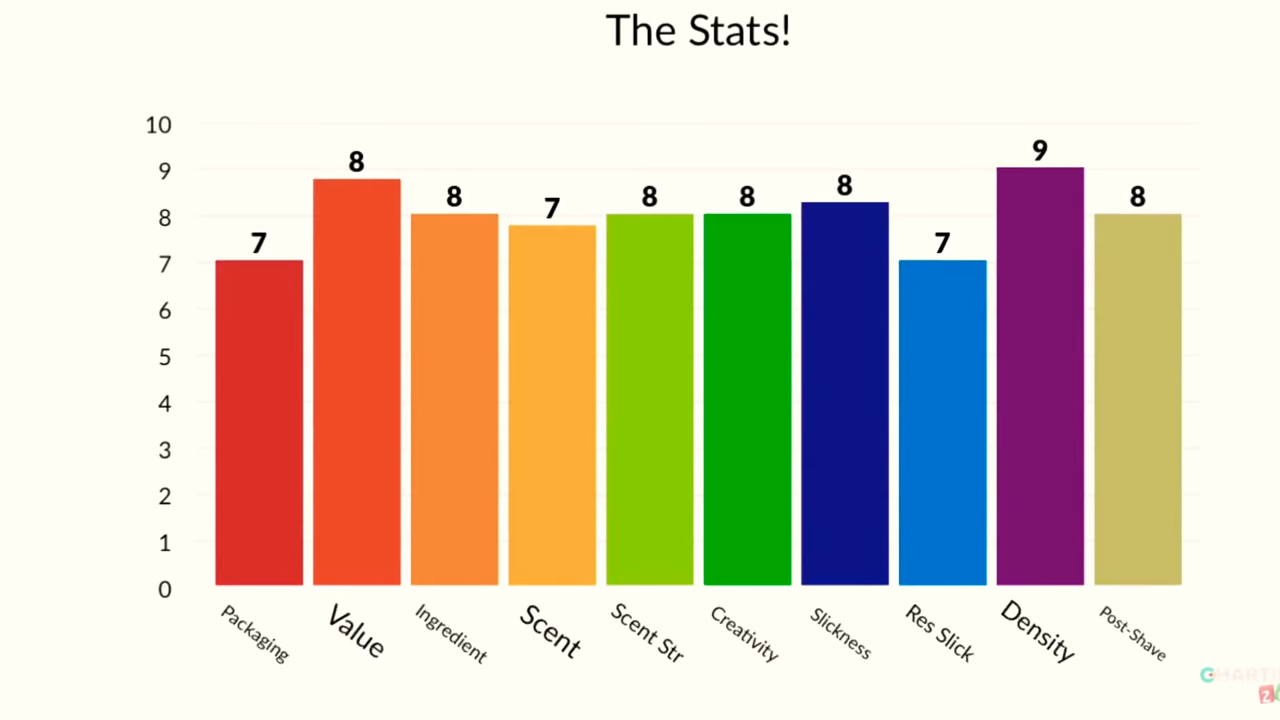 The Stats!
10
9
8
7
6
5
4
3
2
1
0
7
8
8
7
8
8
8
7
9
8
Packaging
Value
Ingredient
Scent
Scent Str
Creativity
Slickness
Res Slick
Density
Post-Shave